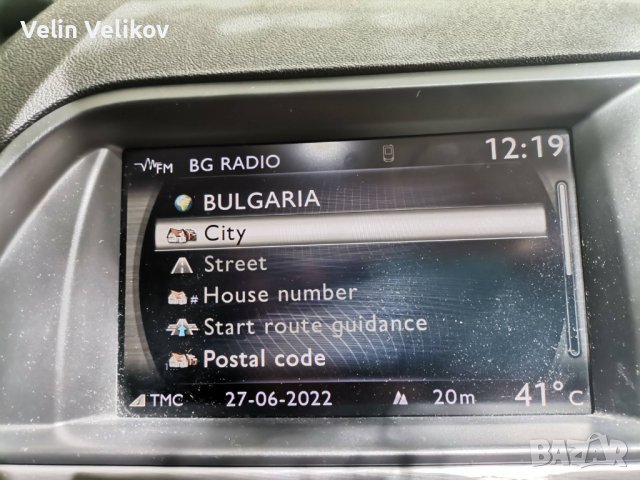 Velin Velikov
FM BG RADIO 12:19
BULGARIA
City
Street
# House number
Start route guidance
Postal code
TMC 27-06-2022 20m 41°C
BAZAR